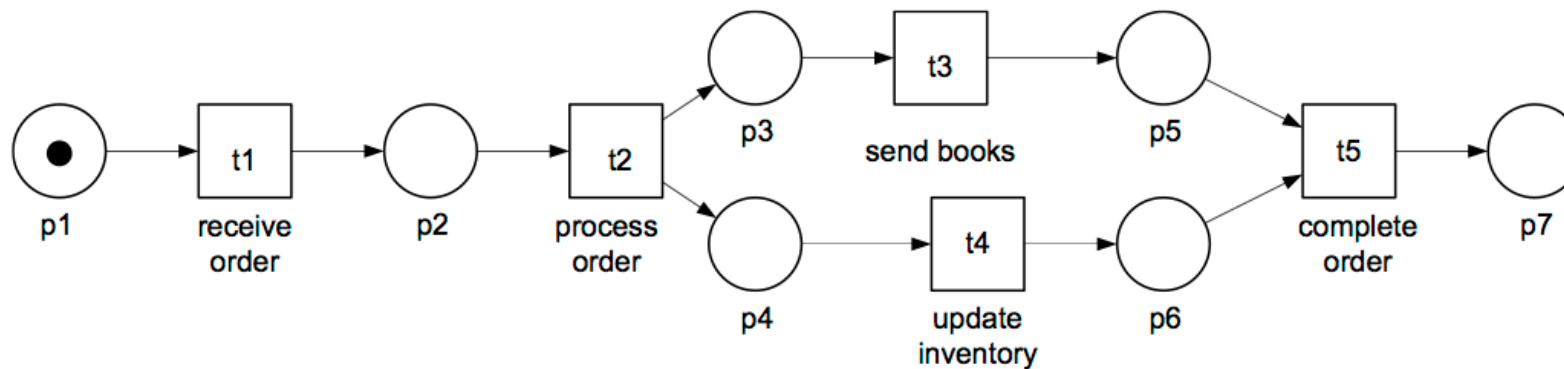 t3
p3
p5
send books
t1
t2
t5
p1
receive
order
p2
process
order
complete
order
p7
t4
p4
update
inventory
p6